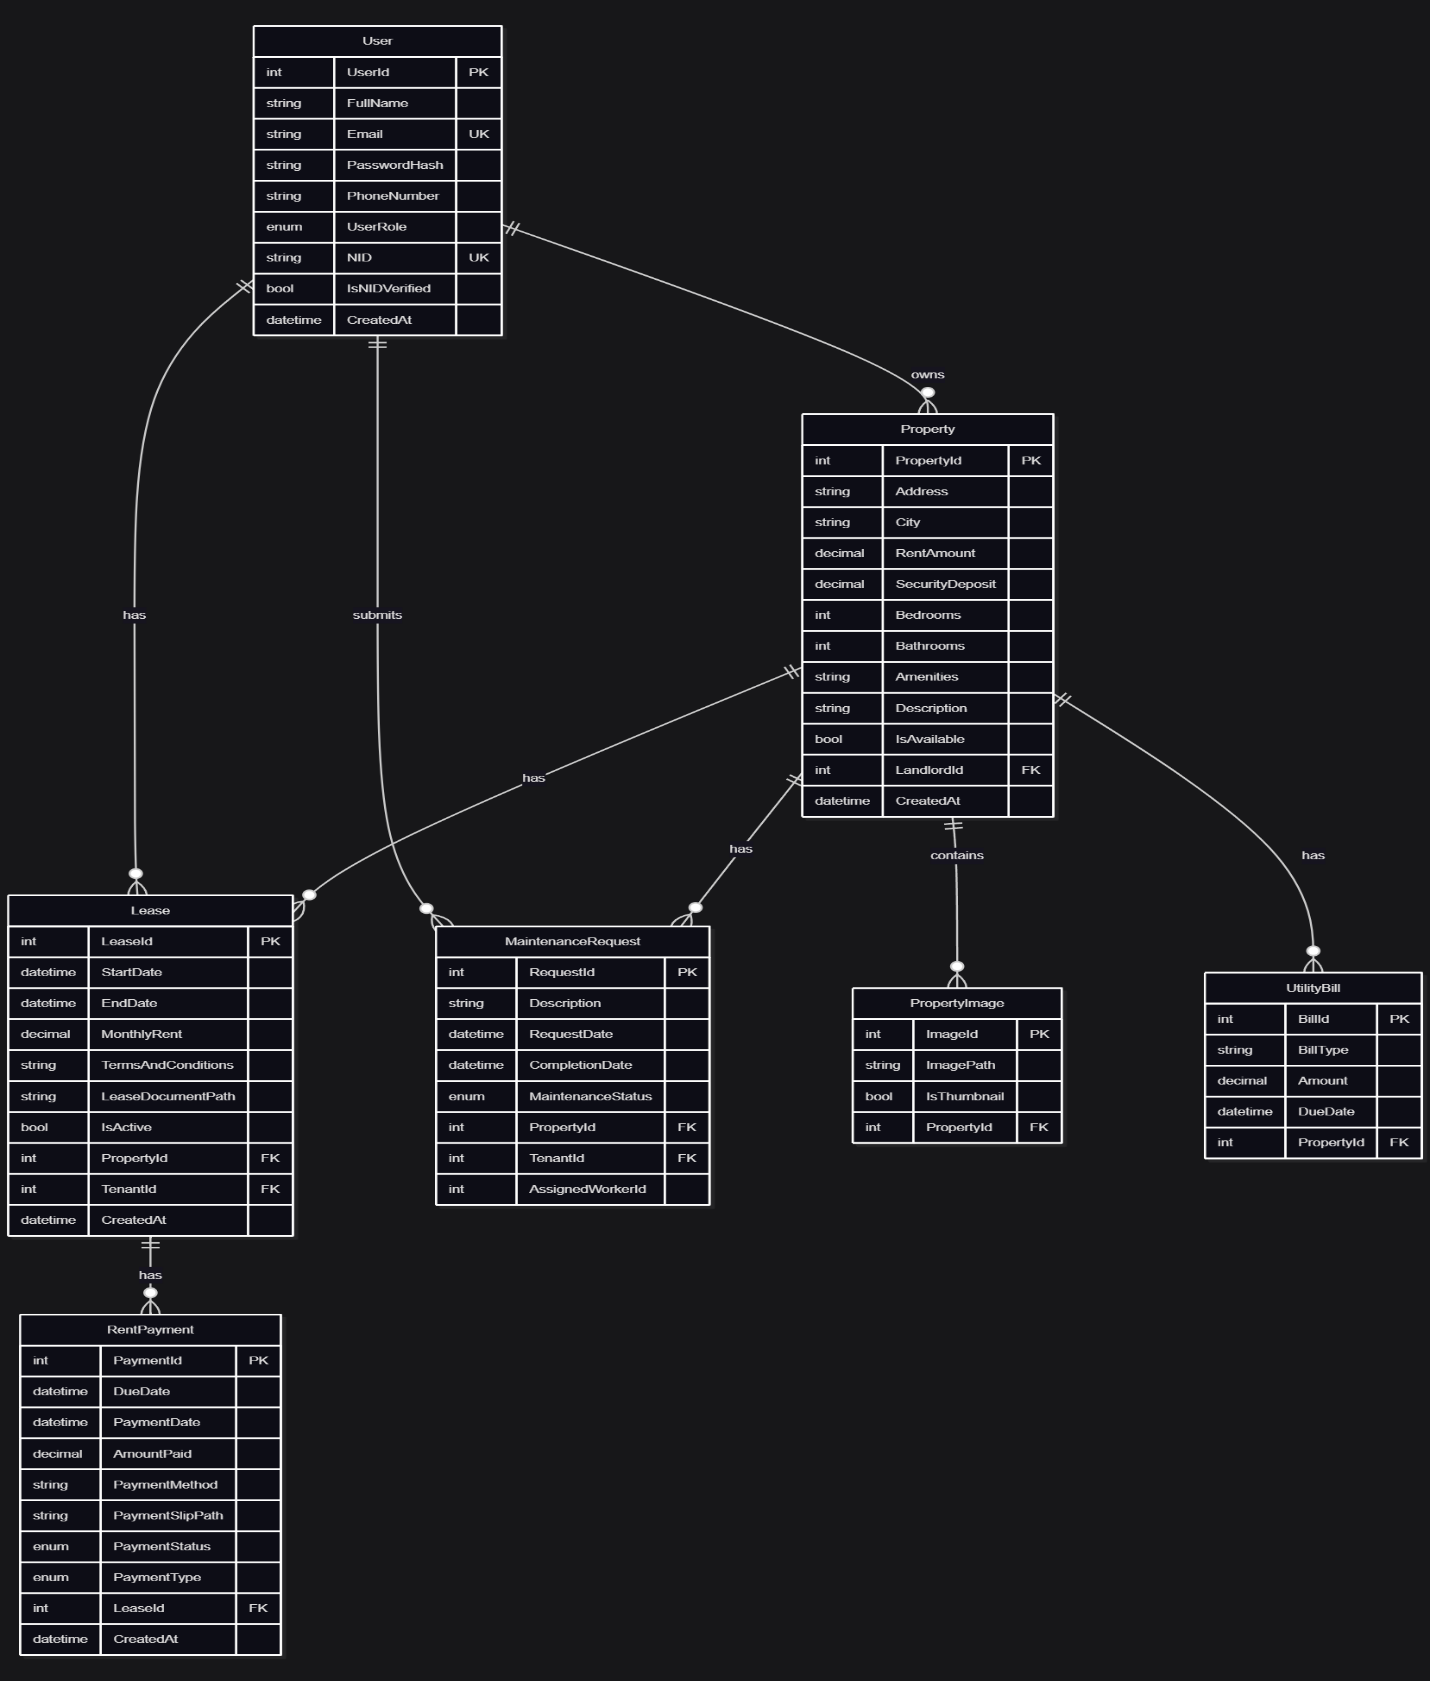 User
int UserId PK
string FullName
string Email UK
string PasswordHash
string PhoneNumber
enum UserRole
string NID UK
bool IsNIDVerified
datetime CreatedAt
owns
Property
int PropertyId PK
string Address
string City
decimal RentAmount
decimal SecurityDeposit
int Bedrooms
int Bathrooms
string Amenities
string Description
bool IsAvailable
int LandlordId FK
datetime CreatedAt
has
submits
has
has
contains
has
Lease
int LeaseId PK
datetime StartDate
datetime EndDate
decimal MonthlyRent
string TermsAndConditions
string LeaseDocumentPath
bool IsActive
int PropertyId FK
int TenantId FK
datetime CreatedAt
MaintenanceRequest
int RequestId PK
string Description
datetime RequestDate
datetime CompletionDate
enum MaintenanceStatus
int PropertyId FK
int TenantId FK
int AssignedWorkerId
PropertyImage
int ImageId PK
string ImagePath
bool IsThumbnail
int PropertyId FK
UtilityBill
int BillId PK
string BillType
decimal Amount
datetime DueDate
int PropertyId FK
has
RentPayment
int PaymentId PK
datetime DueDate
datetime PaymentDate
decimal AmountPaid
string PaymentMethod
string PaymentSlipPath
enum PaymentStatus
enum PaymentType
int LeaseId FK
datetime CreatedAt